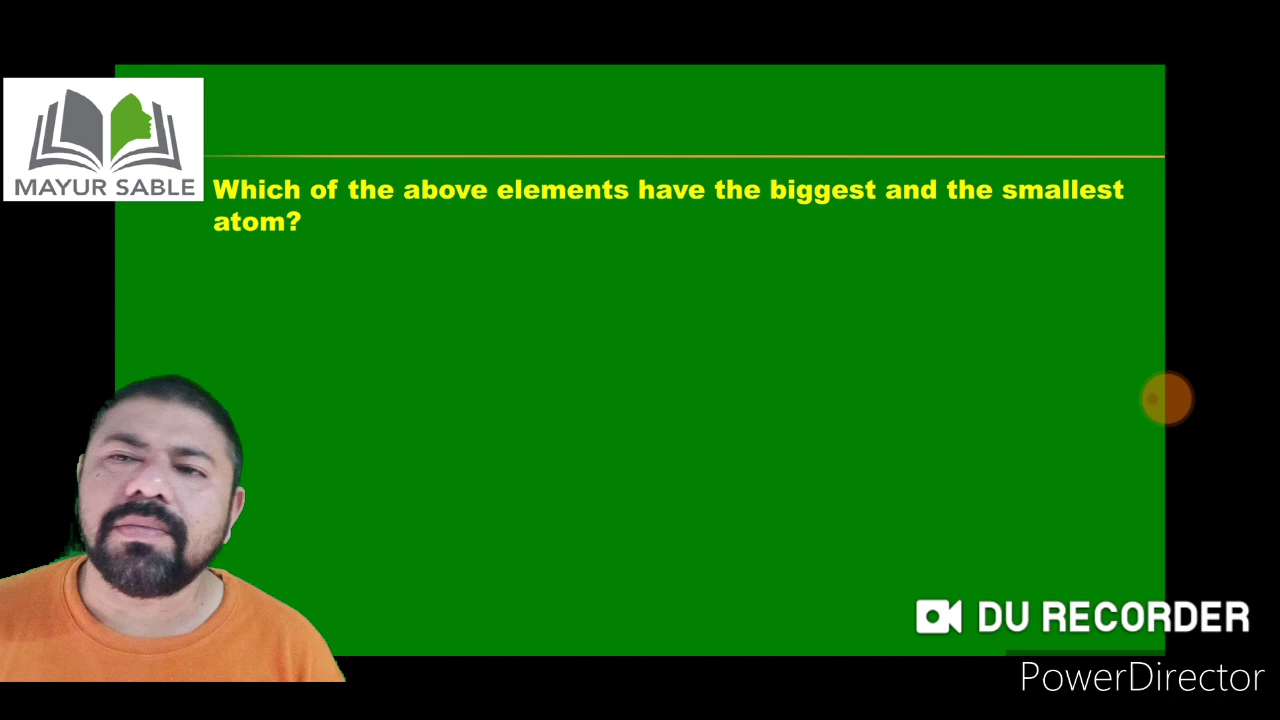 MAYUR SABLE
Which of the above elements have the biggest and the smallest
atom?
DU RECORDER
PowerDirector